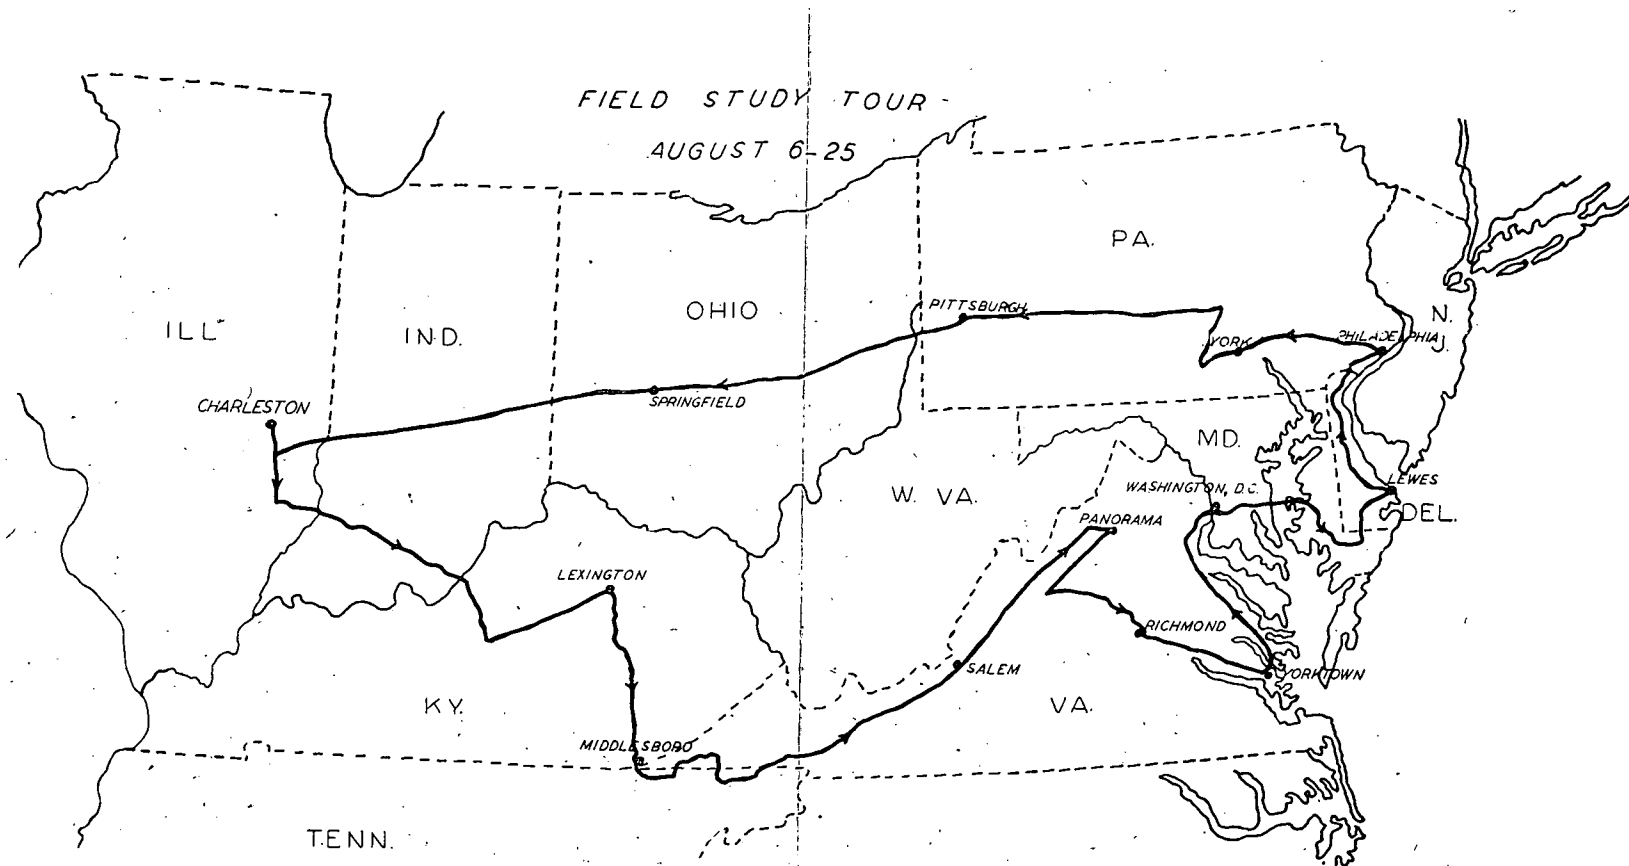 FIELD STUDY TOUR
AUGUST 6-25
PA.
OHIO
PITTSBURGH
N.
J.
ILL
IND.
YORK
PHILADELPHIA
SPRINGFIELD
CHARLESTON
MD.
W. VA.
WASHINGTON, D.C.
LEWES
DEL.
PANORAMA
LEXINGTON
RICHMOND
SALEM
YORKTOWN
KY.
VA.
MIDDLESBORO
TENN.